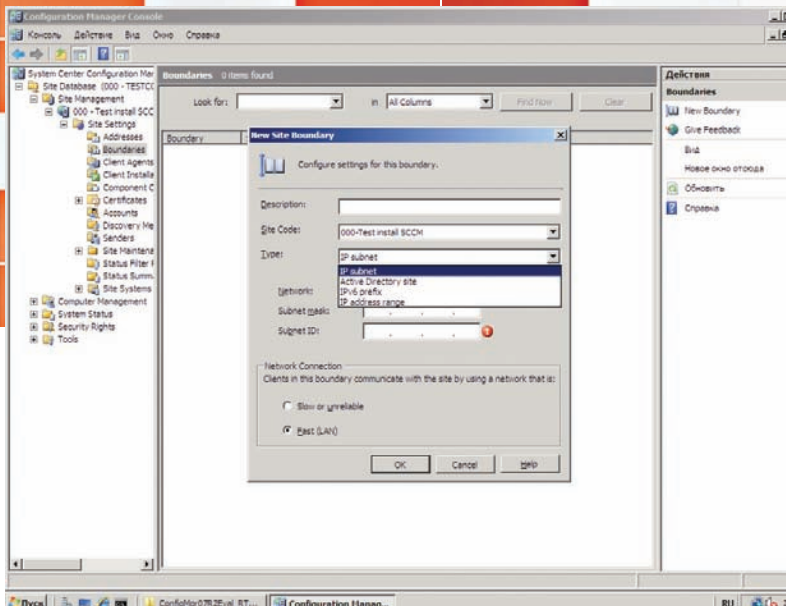 Configuration Manager Console
Консоль Действие Вид Окно Справка
System Center Configuration Mar
Site Database (000 - TESTCC
Site Management
000 - Test install SCC
Site Settings
Addresses
Boundaries
Client Agents
Client Installa
Component C
Certificates
Accounts
Discovery Me
Senders
Site Maintena
Status Filter F
Status Summ
Site Systems
Computer Management
System Status
Security Rights
Tools
Boundaries 0 items found
Look for: in All Columns Find Now Clear
Boundary
New Site Boundary
Configure settings for this boundary.
Description:
Site Code: 000-Test install SCCM
Type: IP subnet
IP subnet
Active Directory site
IPv6 prefix
IP address range
Network:
Subnet mask:
Subnet ID:
Network Connection
Clients in this boundary communicate with the site by using a network that is:
Slow or unreliable
Fast (LAN)
OK Cancel Help
Действия
Boundaries
New Boundary
Give Feedback
Вид
Новое окно отсюда
Обновить
Справка
Пуск ConfigMgr07R2Eval_RT... Configuration Manag... RU